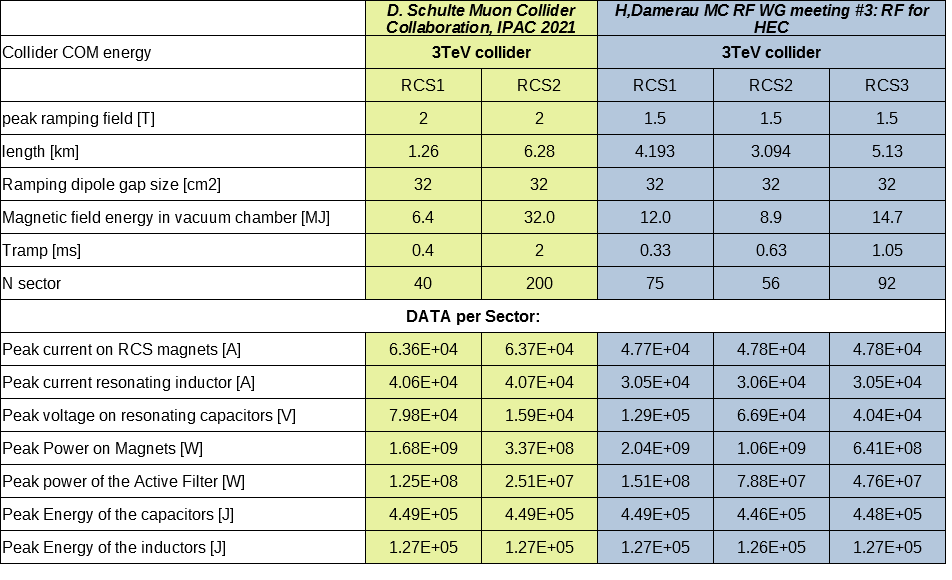 D. Schulte Muon Collider Collaboration, IPAC 2021 H,Damerau MC RF WG meeting #3: RF for HEC
Collider COM energy 3TeV collider 3TeV collider
RCS1 RCS2 RCS1 RCS2 RCS3
peak ramping field [T] 2 2 1.5 1.5 1.5
length [km] 1.26 6.28 4.193 3.094 5.13
Ramping dipole gap size [cm2] 32 32 32 32 32
Magnetic field energy in vacuum chamber [MJ] 6.4 32.0 12.0 8.9 14.7
Tramp [ms] 0.4 2 0.33 0.63 1.05
N sector 40 200 75 56 92
DATA per Sector:
Peak current on RCS magnets [A] 6.36E+04 6.37E+04 4.77E+04 4.78E+04 4.78E+04
Peak current resonating inductor [A] 4.06E+04 4.07E+04 3.05E+04 3.06E+04 3.05E+04
Peak voltage on resonating capacitors [V] 7.98E+04 1.59E+04 1.29E+05 6.69E+04 4.04E+04
Peak Power on Magnets [W] 1.68E+09 3.37E+08 2.04E+09 1.06E+09 6.41E+08
Peak power of the Active Filter [W] 1.25E+08 2.51E+07 1.51E+08 7.88E+07 4.76E+07
Peak Energy of the capacitors [J] 4.49E+05 4.49E+05 4.49E+05 4.46E+05 4.48E+05
Peak Energy of the inductors [J] 1.27E+05 1.27E+05 1.27E+05 1.26E+05 1.27E+05